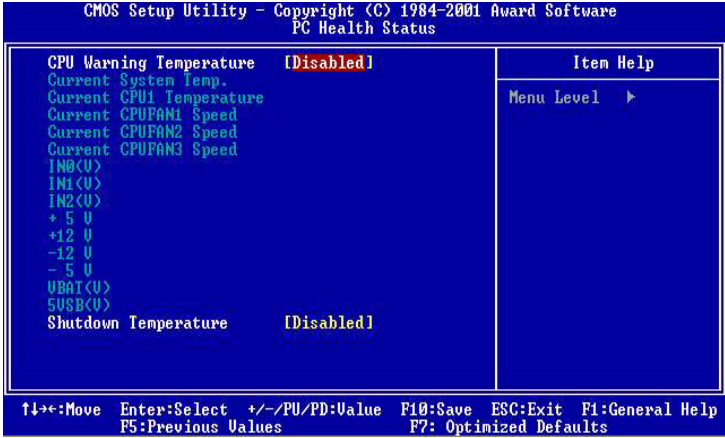 CMOS Setup Utility - Copyright (C) 1984-2001 Award Software
PC Health Status
CPU Warning Temperature [Disabled]
Current System Temp.
Current CPU1 Temperature
Current CPUFAN1 Speed
Current CPUFAN2 Speed
Current CPUFAN3 Speed
IN0(V)
IN1(V)
IN2(V)
+ 5 V
+12 V
-12 V
- 5 V
VBAT(V)
5VSB(V)
Shutdown Temperature [Disabled]
Item Help
Menu Level ▶
↑↓→←:Move Enter:Select +/-/PU/PD:Value F10:Save ESC:Exit F1:General Help
F5:Previous Values F7: Optimized Defaults